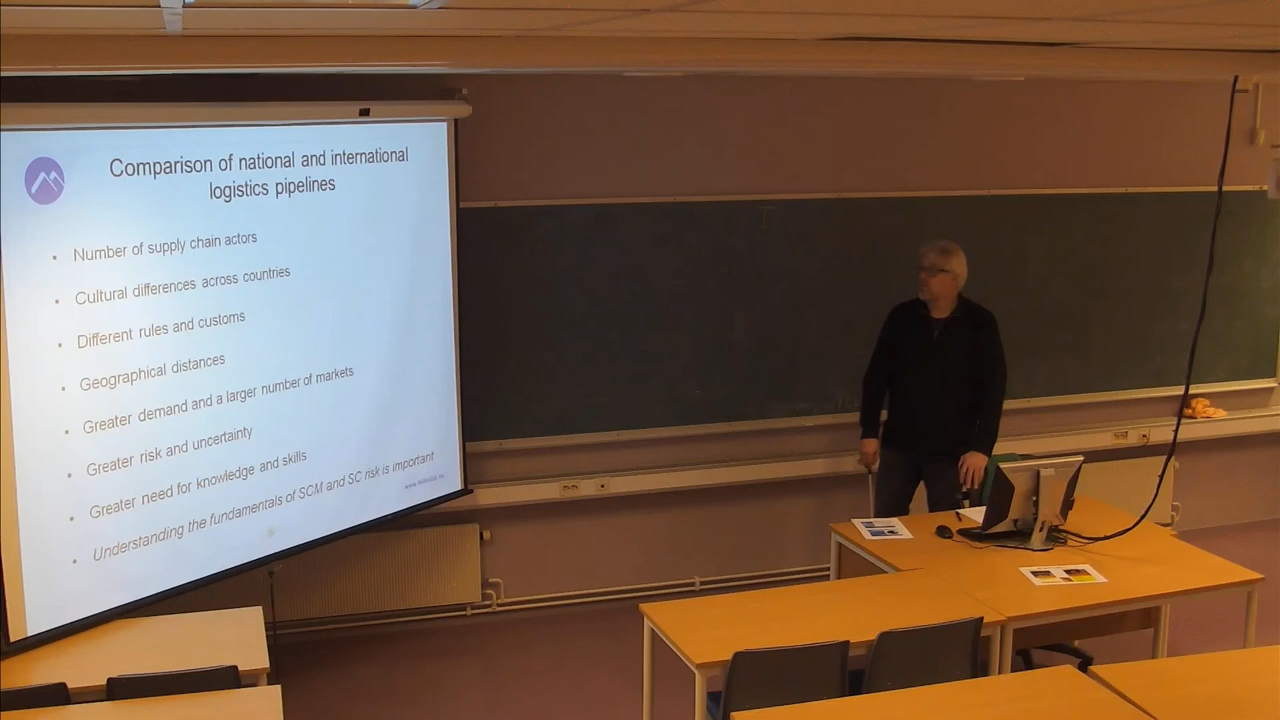 Comparison of national and international
logistics pipelines
Number of supply chain actors
Cultural differences across countries
Different rules and customs
Geographical distances
Greater demand and a larger number of markets
Greater risk and uncertainty
Greater need for knowledge and skills
Understanding the fundamentals of SCM and SC risk is important